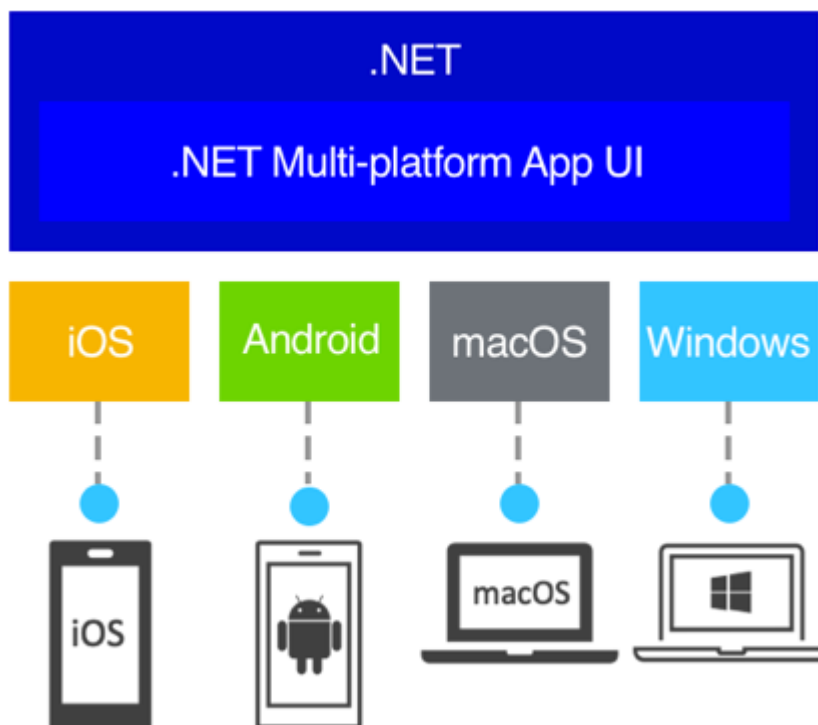 .NET
.NET Multi-platform App UI
iOS Android macOS Windows
iOS macOS